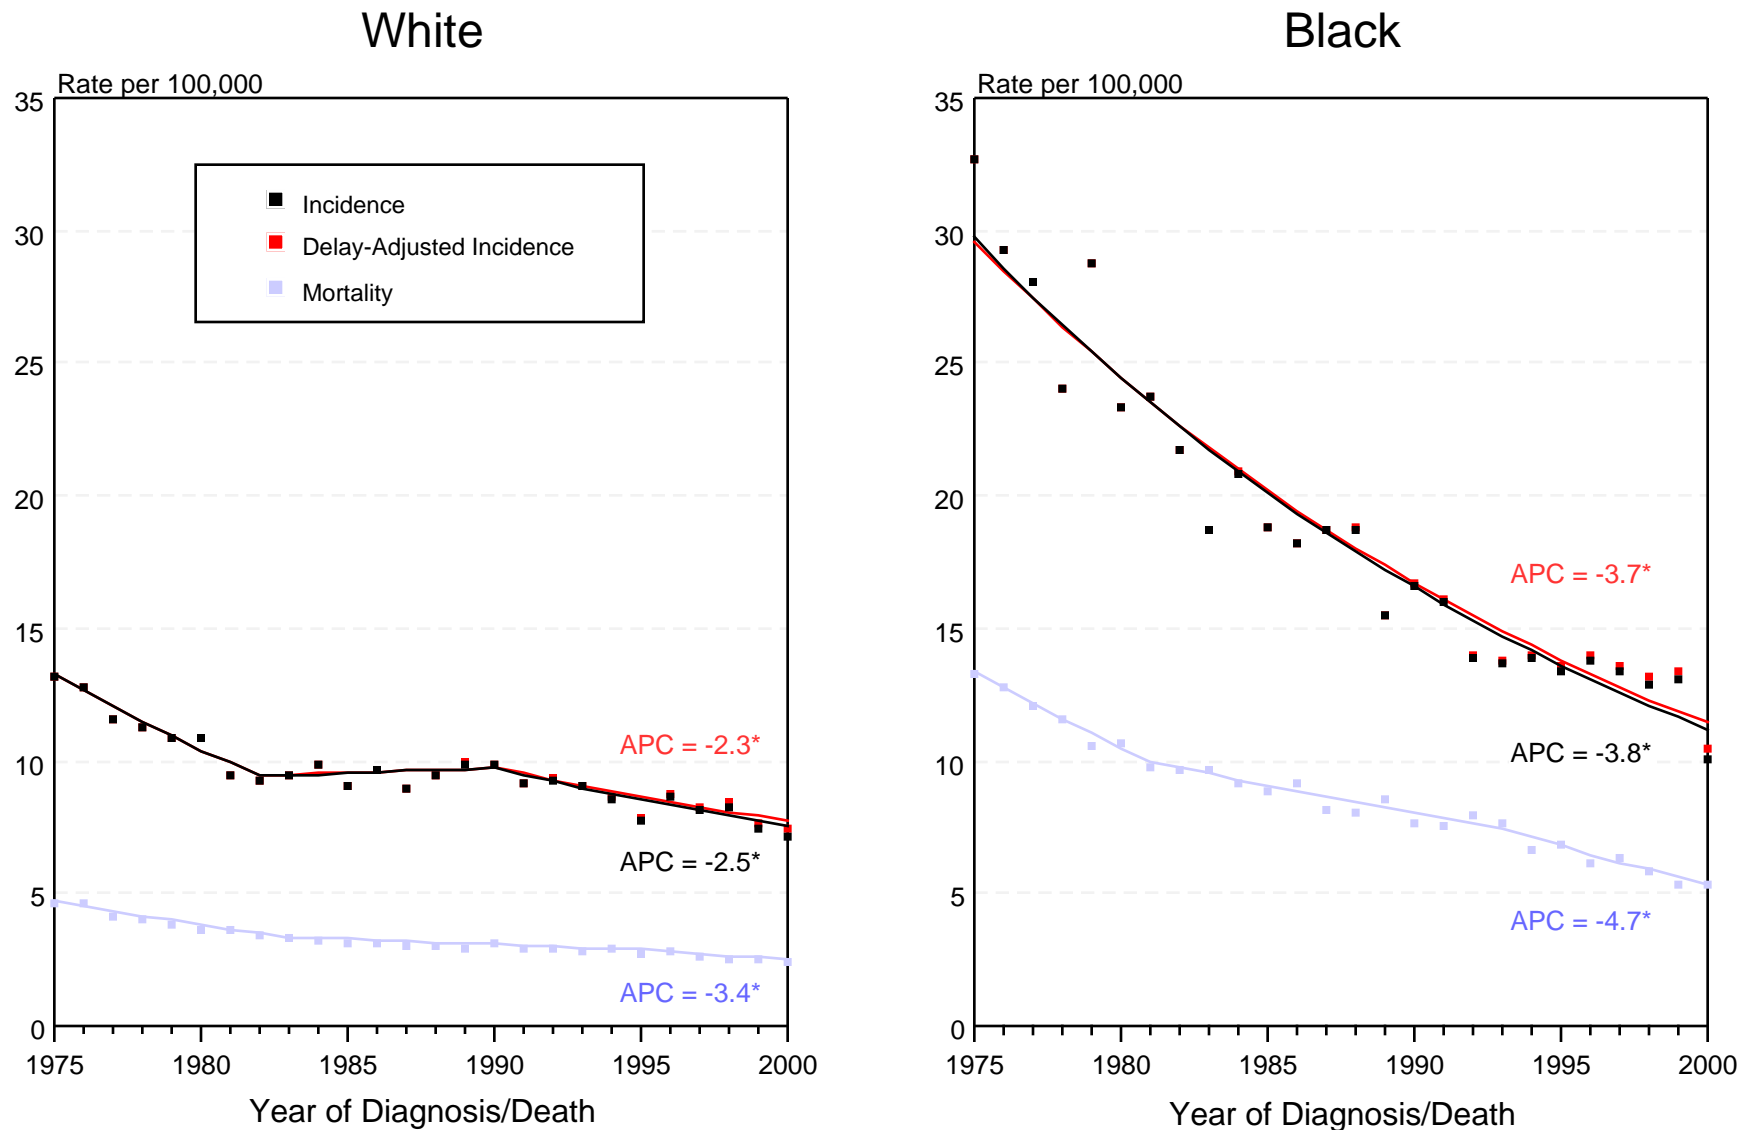 White
Rate per 100,000
35
30
25
20
15
10
5
0
Incidence
Delay-Adjusted Incidence
Mortality
APC = -2.3*
APC = -2.5*
APC = -3.4*
1975 1980 1985 1990 1995 2000
Year of Diagnosis/Death
Black
Rate per 100,000
35
30
25
20
15
10
5
0
APC = -3.7*
APC = -3.8*
APC = -4.7*
1975 1980 1985 1990 1995 2000
Year of Diagnosis/Death